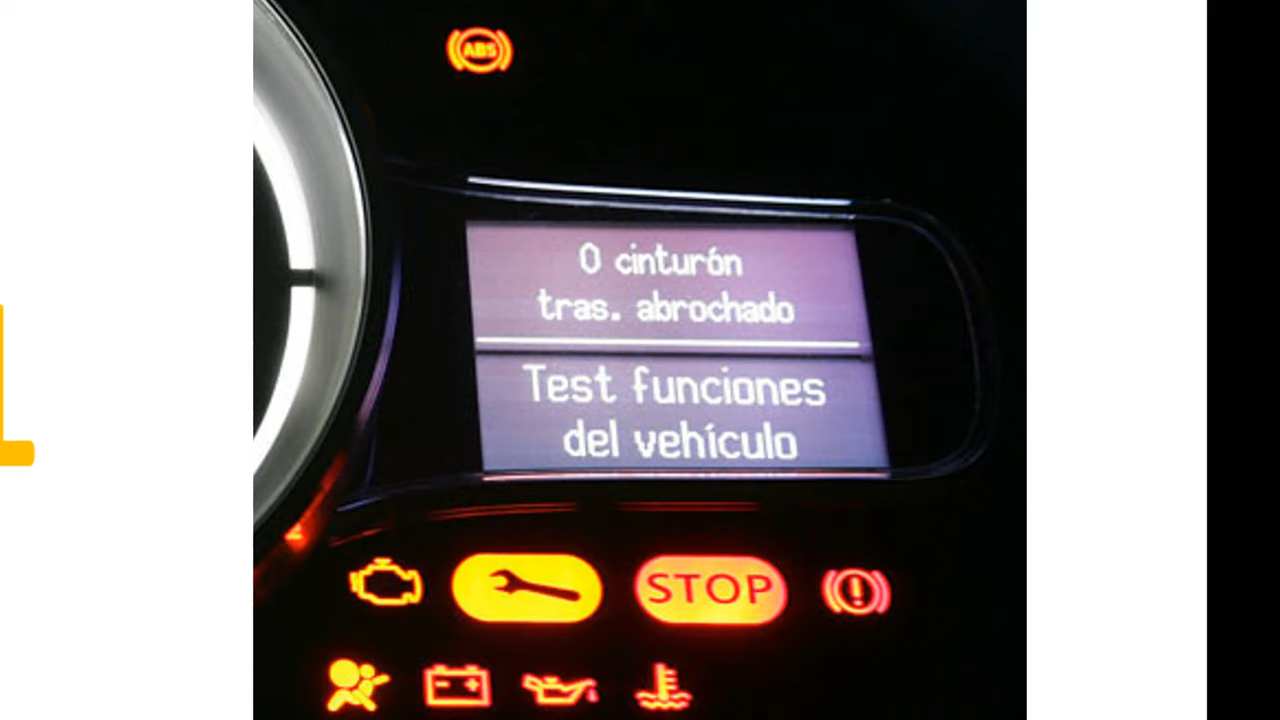 ABS
0 cinturón
tras. abrochado
Test funciones
del vehículo
STOP